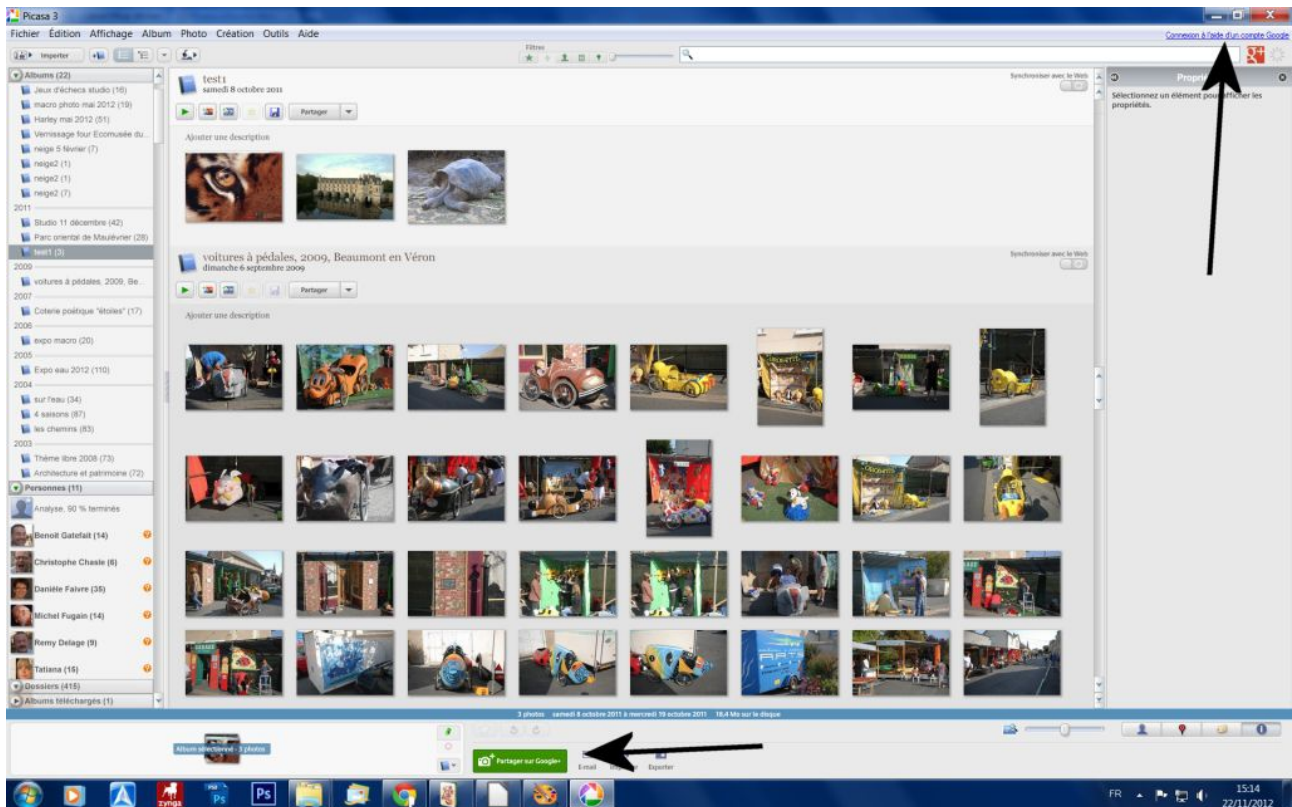 Picasa 3
Fichier Édition Affichage Album Photo Création Outils Aide
Connexion à l'aide d'un compte Google
Importer
Filtres
Albums (22)
Jeux d'échecs studio (16)
macro photo mai 2012 (19)
Harley mai 2012 (51)
Vernissage four Ecomusée du...
neige 5 février (7)
neige2 (1)
neige2 (1)
neige2 (7)
2011
Studio 11 décembre (42)
Parc oriental de Maulévrier (28)
test1 (3)
2009
voitures à pédales, 2009, Be...
2007
Coterie poétique "étoiles" (17)
2006
expo macro (20)
2005
Expo eau 2012 (110)
2004
sur l'eau (34)
4 saisons (87)
les chemins (83)
2003
Thème libre 2008 (73)
Architecture et patrimoine (72)
Personnes (11)
Analyse, 90 % terminés
Benoit Gatefait (14)
Christophe Chasle (6)
Danièle Faivre (35)
Michel Fugain (14)
Remy Delage (9)
Tatiana (15)
Dossiers (415)
Albums téléchargés (1)
test1
samedi 8 octobre 2011
Synchroniser avec le Web
Partager
Ajouter une description
voitures à pédales, 2009, Beaumont en Véron
dimanche 6 septembre 2009
Synchroniser avec le Web
Partager
Ajouter une description
Sélectionnez un élément pour afficher les
propriétés.
3 photos samedi 8 octobre 2011 à mercredi 19 octobre 2011 18,4 Mo sur le disque
Album sélectionné - 3 photos
Partager sur Google+
E-mail
Exporter
zynga
Ps
Ps
FR
15:14
22/11/2012